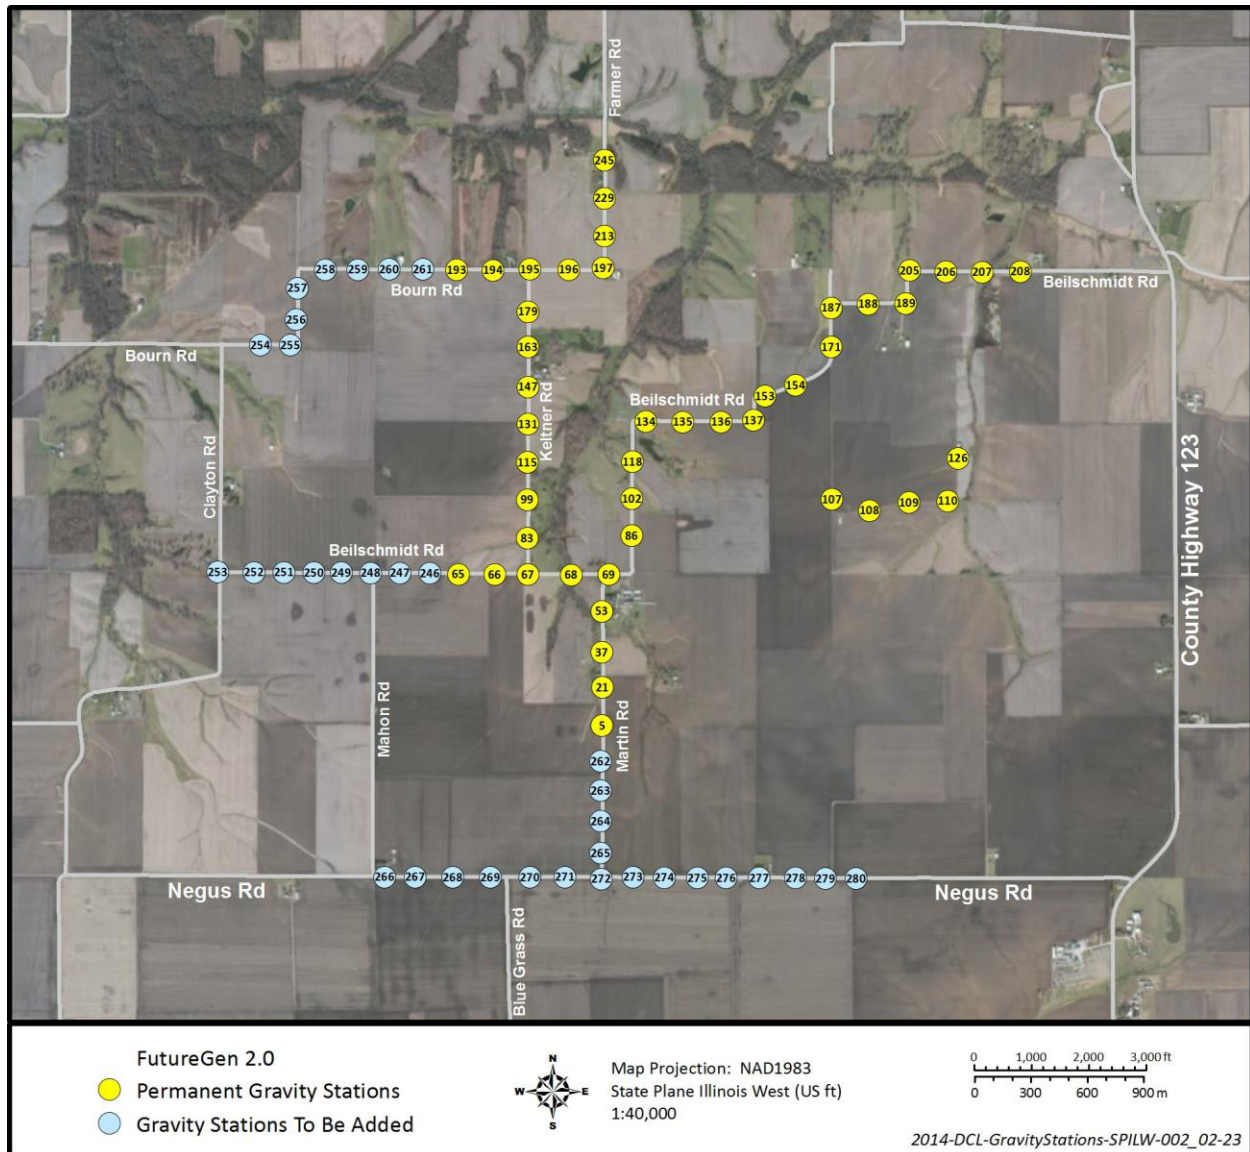 Farmer Rd
245
229
213
258 259 260 261 193 194 195 196 197
205 206 207 208
Bourn Rd
Beilschmidt Rd
257
187 188 189
179
256
254 255
Bourn Rd
163
171
147
154
153
Keltner Rd
Beilschmidt Rd
131
134 135 136 137
115
118
126
Clayton Rd
99
102
107 108 109 110
County Highway 123
83
86
Beilschmidt Rd
253 252 251 250 249 248 247 246 65 66 67 68 69
53
37
21
Mahon Rd
Martin Rd
5
262
263
264
265
266 267 268 269 270 271 272 273 274 275 276 277 278 279 280
Negus Rd
Negus Rd
Blue Grass Rd
FutureGen 2.0
Permanent Gravity Stations
Gravity Stations To Be Added
N
W E
S
Map Projection: NAD1983
State Plane Illinois West (US ft)
1:40,000
0 1,000 2,000 3,000 ft
0 300 600 900 m
2014-DCL-GravityStations-SPILW-002_02-23